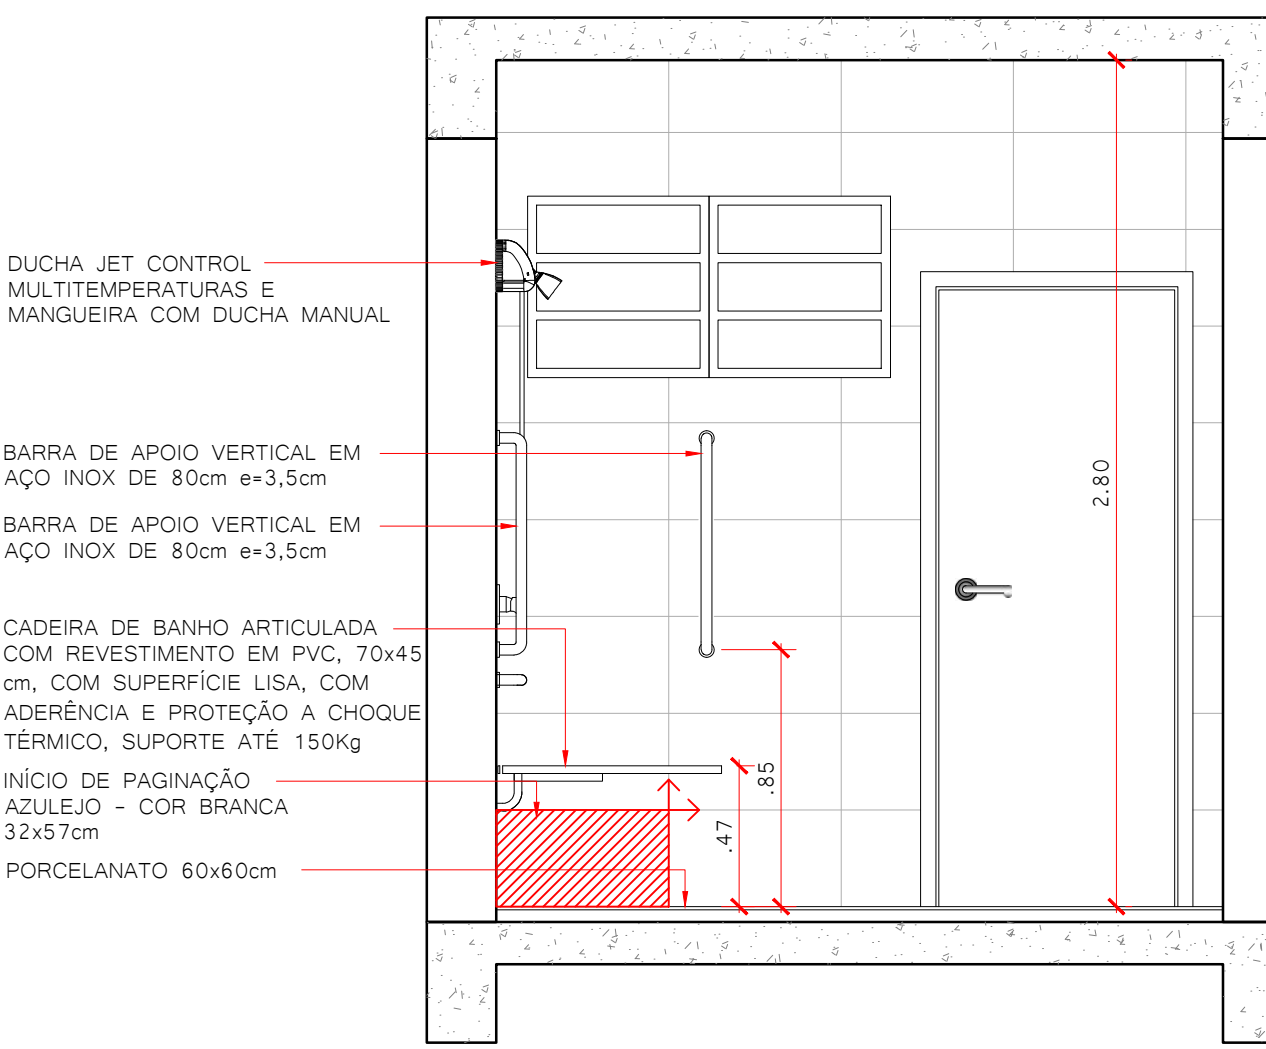 DUCHA JET CONTROL
MULTITEMPERATURAS E
MANGUEIRA COM DUCHA MANUAL
BARRA DE APOIO VERTICAL EM
AÇO INOX DE 80cm e=3,5cm
BARRA DE APOIO VERTICAL EM
AÇO INOX DE 80cm e=3,5cm
CADEIRA DE BANHO ARTICULADA
COM REVESTIMENTO EM PVC, 70x45
cm, COM SUPERFÍCIE LISA, COM
ADERÊNCIA E PROTEÇÃO A CHOQUE
TÉRMICO, SUPORTE ATÉ 150Kg
INÍCIO DE PAGINAÇÃO
AZULEJO - COR BRANCA
32x57cm
PORCELANATO 60x60cm
.47
.85
2.80